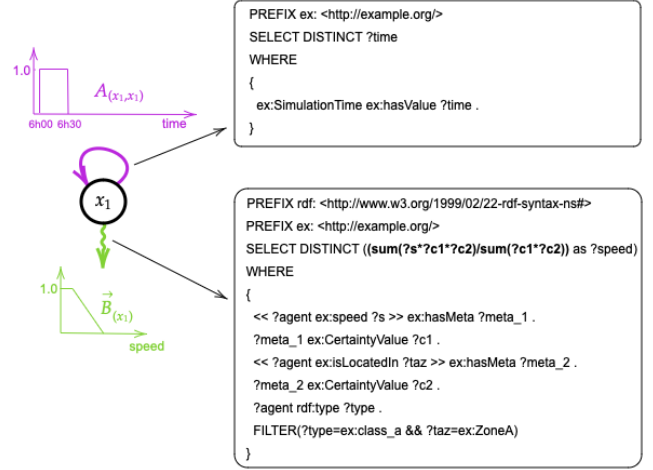 1.0
A(x₁,x₁)
6h00 6h30 time
x₁
1.0
B⃗(x₁)
speed
PREFIX ex: <http://example.org/>
SELECT DISTINCT ?time
WHERE
{
ex:SimulationTime ex:hasValue ?time .
}
PREFIX rdf: <http://www.w3.org/1999/02/22-rdf-syntax-ns#>
PREFIX ex: <http://example.org/>
SELECT DISTINCT ((sum(?s*?c1*?c2)/sum(?c1*?c2)) as ?speed)
WHERE
{
<< ?agent ex:speed ?s >> ex:hasMeta ?meta_1 .
?meta_1 ex:CertaintyValue ?c1 .
<< ?agent ex:isLocatedIn ?taz >> ex:hasMeta ?meta_2 .
?meta_2 ex:CertaintyValue ?c2 .
?agent rdf:type ?type .
FILTER(?type=ex:class_a && ?taz=ex:ZoneA)
}